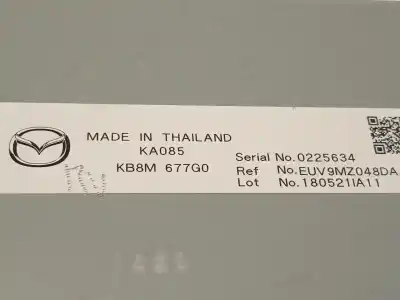 MADE IN THAILAND
KA085
KB8M 677G0
Serial No.0225634
Ref No.EUV9MZ048DA
Lot No.180521IA11